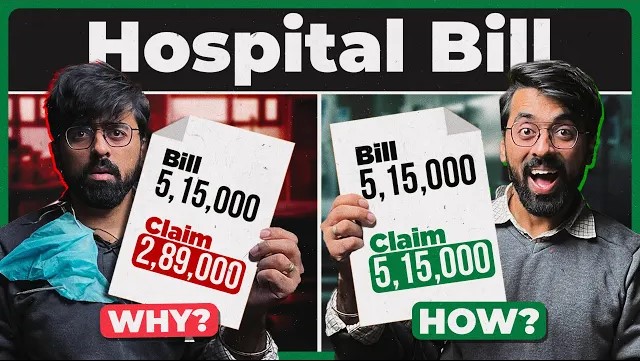 Hospital Bill
Bill
5,15,000
Claim
2,89,000
WHY?
Bill
5,15,000
Claim
5,15,000
HOW?